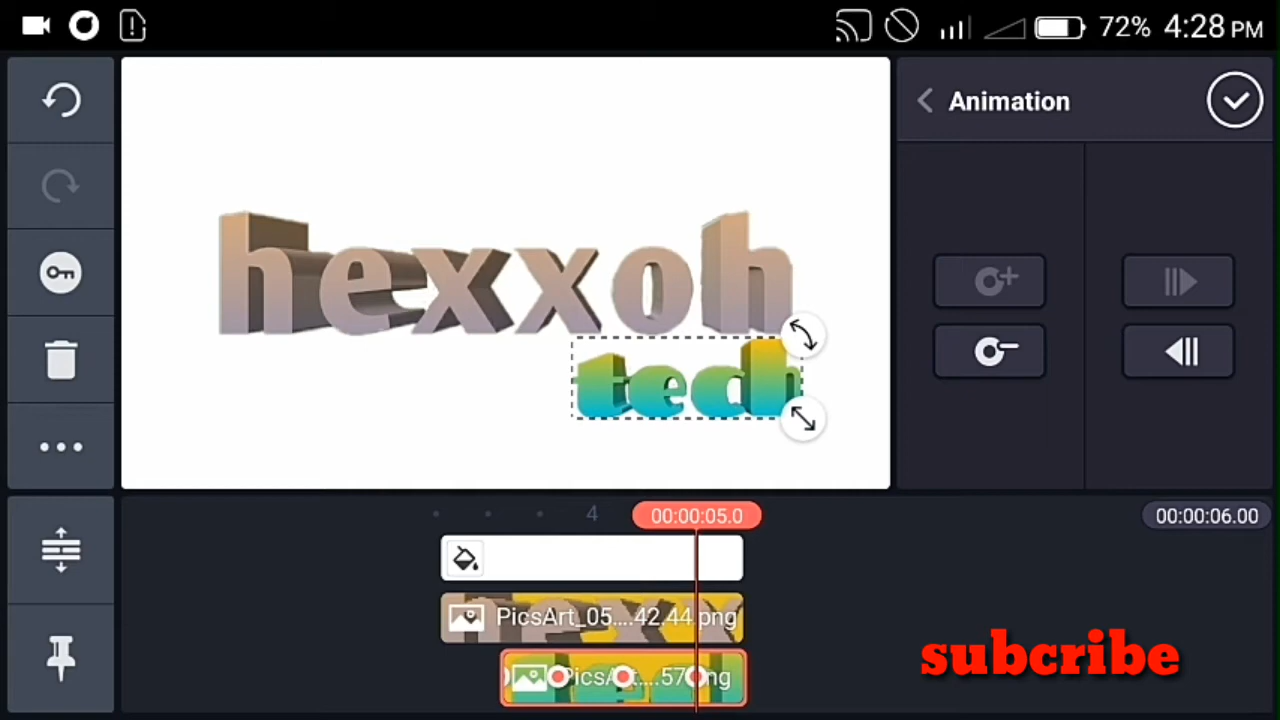 72% 4:28 PM
Animation
hexxoh
tech
4
00:00:05.0
00:00:06.00
PicsArt_05....42.44.png
subcribe